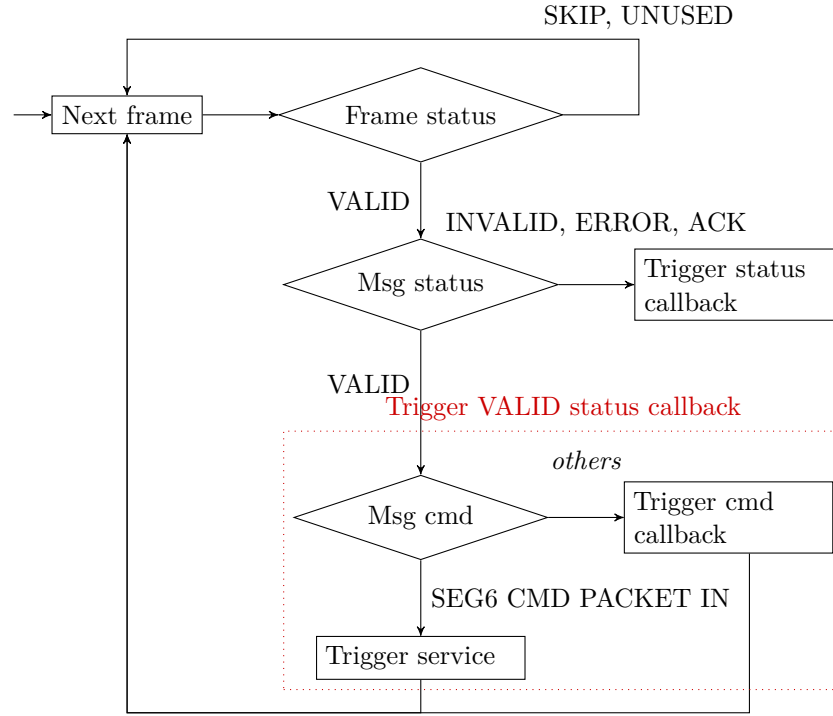 SKIP, UNUSED
Next frame
Frame status
VALID
INVALID, ERROR, ACK
Msg status
Trigger status
callback
VALID
Trigger VALID status callback
others
Msg cmd
Trigger cmd
callback
SEG6 CMD PACKET IN
Trigger service